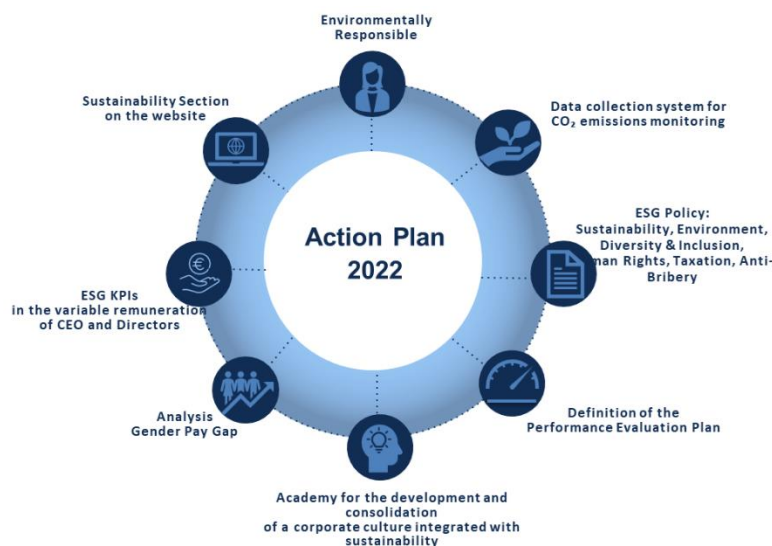 Environmentally
Responsible
Data collection system for
CO₂ emissions monitoring
ESG Policy:
Sustainability, Environment,
Diversity & Inclusion,
man Rights, Taxation, Anti-
Bribery
Definition of the
Performance Evaluation Plan
Academy for the development and
consolidation
of a corporate culture integrated with
sustainability
Analysis
Gender Pay Gap
ESG KPIs
in the variable remuneration
of CEO and Directors
Sustainability Section
on the website
Action Plan
2022
€